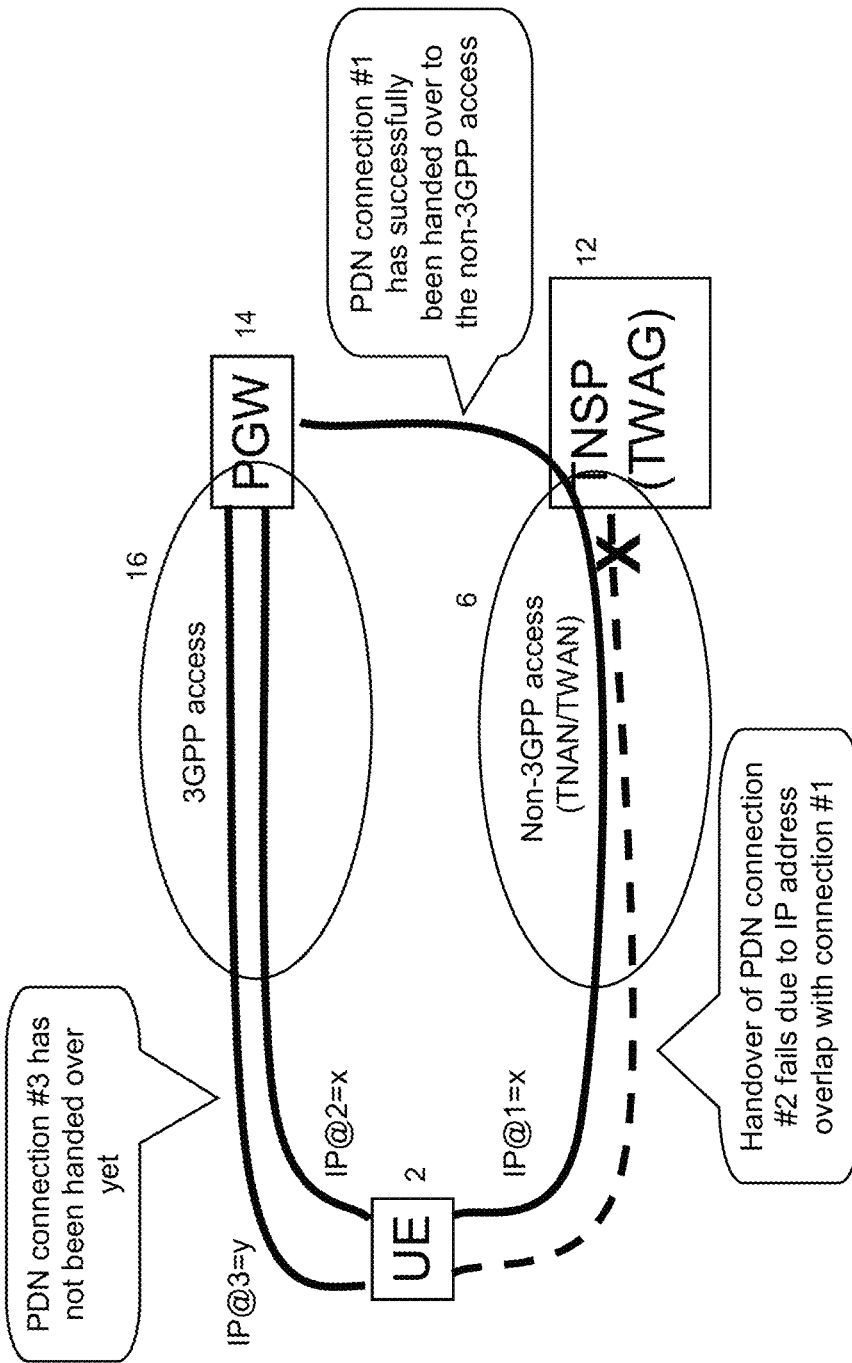 PDN connection #3 has
not been handed over
yet
IP@3=y
IP@2=x
UE
2
IP@1=x
Handover of PDN connection
#2 fails due to IP address
overlap with connection #1
3GPP access
16
Non-3GPP access
(TNAN/TWAN)
6
X
PGW
14
TNSP
(TWAG)
12
PDN connection #1
has successfully
been handed over to
the non-3GPP access